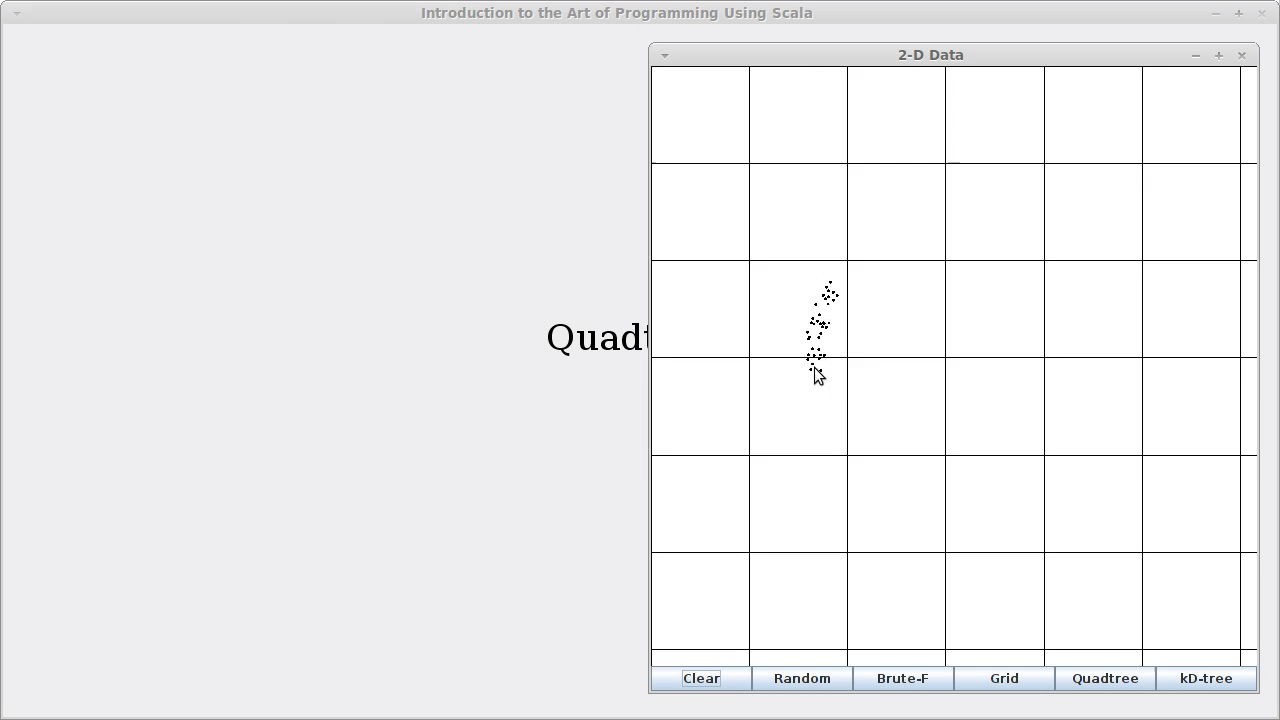 Introduction to the Art of Programming Using Scala
2-D Data
Quadt
Clear
Random
Brute-F
Grid
Quadtree
kD-tree